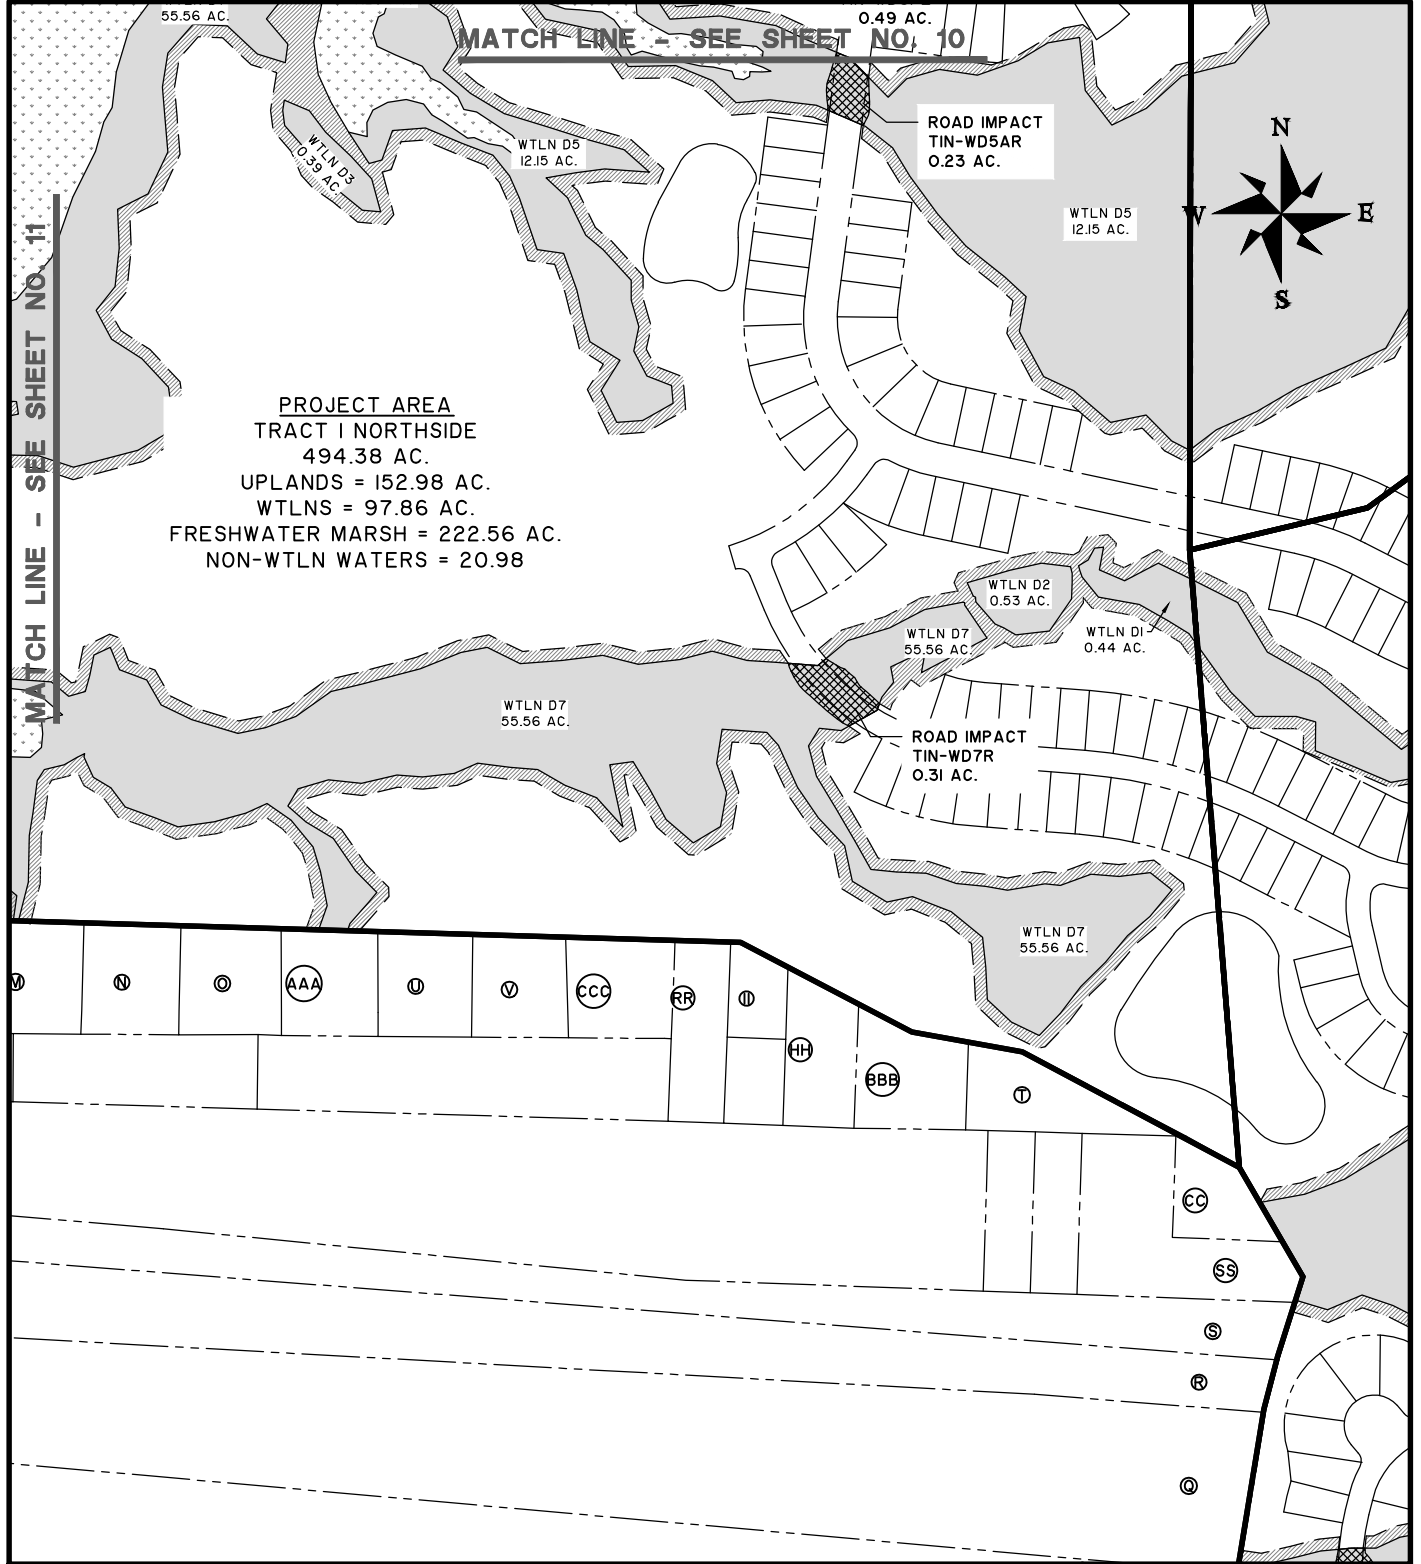 55.56 AC.
0.49 AC.
MATCH LINE - SEE SHEET NO. 10
ROAD IMPACT
TIN-WD5AR
0.23 AC.
WTLN D3
0.39 AC.
WTLN D5
12.15 AC.
WTLN D5
12.15 AC.
N
W
E
S
MATCH LINE - SEE SHEET NO. 11
PROJECT AREA
TRACT I NORTHSIDE
494.38 AC.
UPLANDS = 152.98 AC.
WTLNS = 97.86 AC.
FRESHWATER MARSH = 222.56 AC.
NON-WTLN WATERS = 20.98
WTLN D2
0.53 AC.
WTLN D7
55.56 AC.
WTLN D1
0.44 AC.
WTLN D7
55.56 AC.
ROAD IMPACT
TIN-WD7R
0.31 AC.
WTLN D7
55.56 AC.
M
N
O
AAA
U
V
CCC
RR
II
HH
BBB
T
CC
SS
S
R
Q